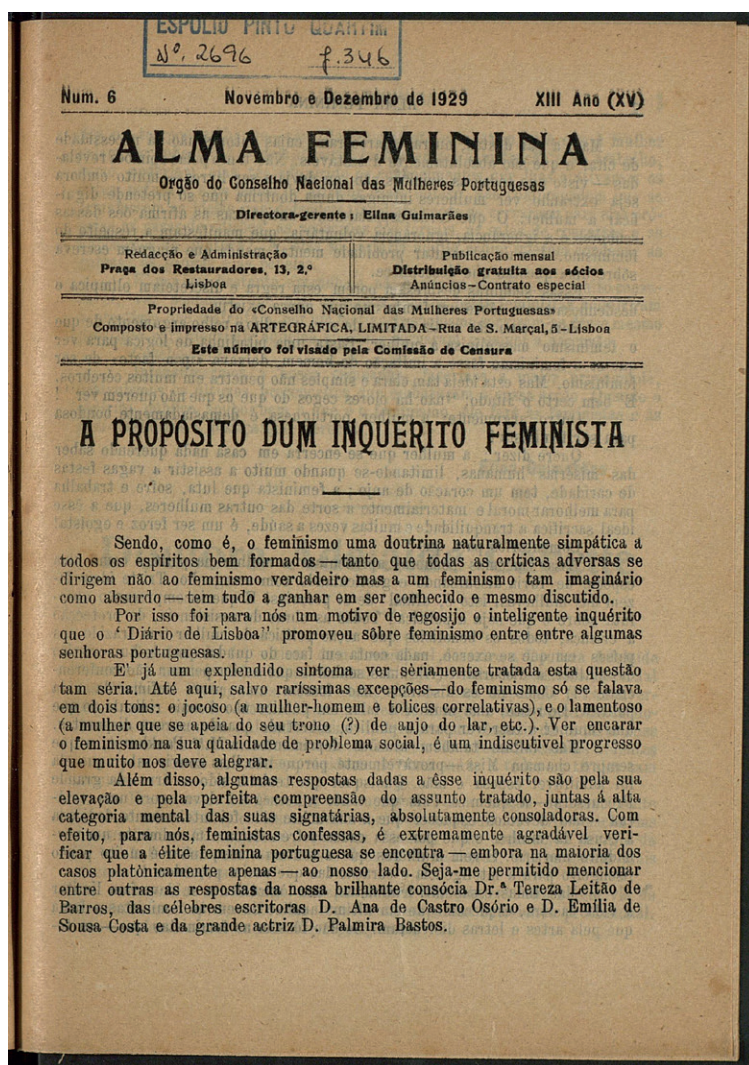 ESPÓLIO PINTO QUARTIM
Nº. 2696 f.346
Num. 6 Novembro e Dezembro de 1929 XIII Ano (XV)
ALMA FEMININA
Orgão do Conselho Nacional das Mulheres Portuguesas
Directora-gerente: Elina Guimarães
Redacção e Administração
Praça dos Restauradores, 13, 2.º
Lisboa
Publicação mensal
Distribuição gratuita aos sócios
Anúncios-Contrato especial
Propriedade do «Conselho Nacional das Mulheres Portuguesas»
Composto e impresso na ARTEGRÁFICA, LIMITADA-Rua de S. Marçal, 5-Lisboa
Este número foi visado pela Comissão de Censura
A PROPÓSITO DUM INQUÉRITO FEMINISTA
Sendo, como é, o feminismo uma doutrina naturalmente simpática a
todos os espíritos bem formados—tanto que todas as críticas adversas se
dirigem não ao feminismo verdadeiro mas a um feminismo tam imaginário
como absurdo—tem tudo a ganhar em ser conhecido e mesmo discutido.
Por isso foi para nós um motivo de regosijo o inteligente inquérito
que o ‘Diário de Lisboa” promoveu sôbre feminismo entre entre algumas
senhoras portuguesas.
E' já um explendido sintoma ver sèriamente tratada esta questão
tam séria. Até aqui, salvo raríssimas excepções—do feminismo só se falava
em dois tons: o jocoso (a mulher-homem e tolices correlativas), e o lamentoso
(a mulher que se apeia do seu trono (?) de anjo do lar, etc.). Ver encarar
o feminismo na sua qùalidade de problema social, é um indiscutivel progresso
que muito nos deve alegrar.
Além disso, algumas respostas dadas a êsse inquérito são pela sua
elevação e pela perfeita compreensão do assunto tratado, juntas á alta
categoria mental das suas signatárias, absolutamente consoladoras. Com
efeito, para nós, feministas confessas, é extremamente agradável veri-
ficar que a élite feminina portuguesa se encontra—embora na maioria dos
casos platònicamente apenas—ao nosso lado. Seja-me permitido mencionar
entre outras as respostas da nossa brilhante consócia Dr.ª Tereza Leitão de
Barros, das célebres escritoras D. Ana de Castro Osório e D. Emília de
Sousa Costa e da grande actriz D. Palmira Bastos.